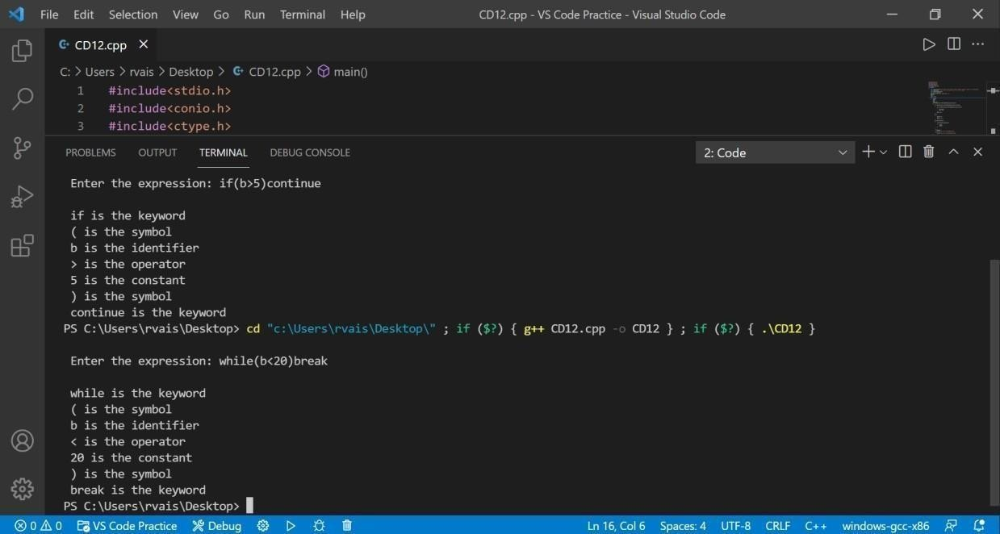 File Edit Selection View Go Run Terminal Help CD12.cpp - VS Code Practice - Visual Studio Code
CD12.cpp
C: > Users > rvais > Desktop > CD12.cpp > main()
1 #include<stdio.h>
2 #include<conio.h>
3 #include<ctype.h>
PROBLEMS OUTPUT TERMINAL DEBUG CONSOLE 2: Code
Enter the expression: if(b>5)continue
if is the keyword
( is the symbol
b is the identifier
> is the operator
5 is the constant
) is the symbol
continue is the keyword
PS C:\Users\rvais\Desktop> cd "c:\Users\rvais\Desktop\" ; if ($?) { g++ CD12.cpp -o CD12 } ; if ($?) { .\CD12 }
Enter the expression: while(b<20)break
while is the keyword
( is the symbol
b is the identifier
< is the operator
20 is the constant
) is the symbol
break is the keyword
PS C:\Users\rvais\Desktop>
0 0 VS Code Practice Debug Ln 16, Col 6 Spaces: 4 UTF-8 CRLF C++ windows-gcc-x86